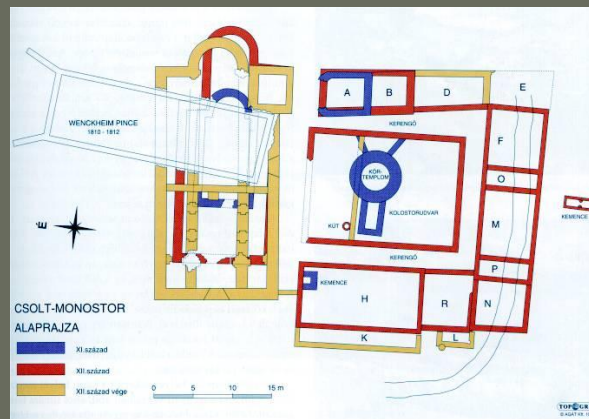 WENCKHEIM PINCE
1810 - 1812
A
B
D
E
KERENGŐ
F
KÖR-
TEMPLOM
O
KOLOSTORUDVAR
M
KEMENCE
KÚT
KERENGŐ
P
É
KEMENCE
H
R
N
K
L
CSOLT-MONOSTOR
ALAPRAJZA
XI.század
XII.század
XII.század vége
0 5 10 15 m